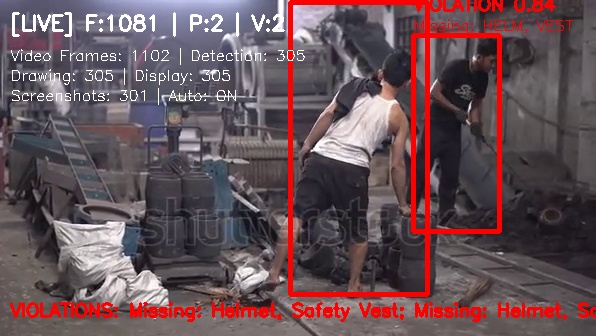 [LIVE] F:1081 | P:2 | V:2
VIOLATION 0.84
Missing: HELM, VEST
Video Frames: 1102 | Detection: 305
Drawing: 305 | Display: 305
Screenshots: 301 | Auto: ON
shutterstock
VIOLATIONS: Missing: Helmet, Safety Vest; Missing: Helmet, Sa